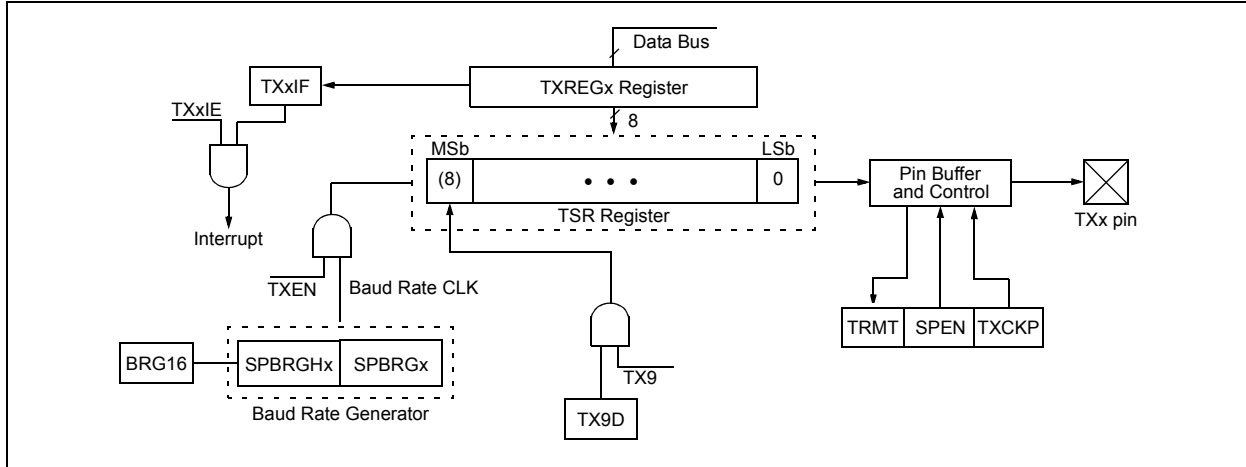 Data Bus
TXxIF
TXREGx Register
TXxIE
8
MSb
LSb
(8)
• • •
0
TSR Register
Pin Buffer
and Control
TXx pin
Interrupt
TXEN
Baud Rate CLK
TRMT
SPEN
TXCKP
BRG16
SPBRGHx
SPBRGx
TX9
Baud Rate Generator
TX9D